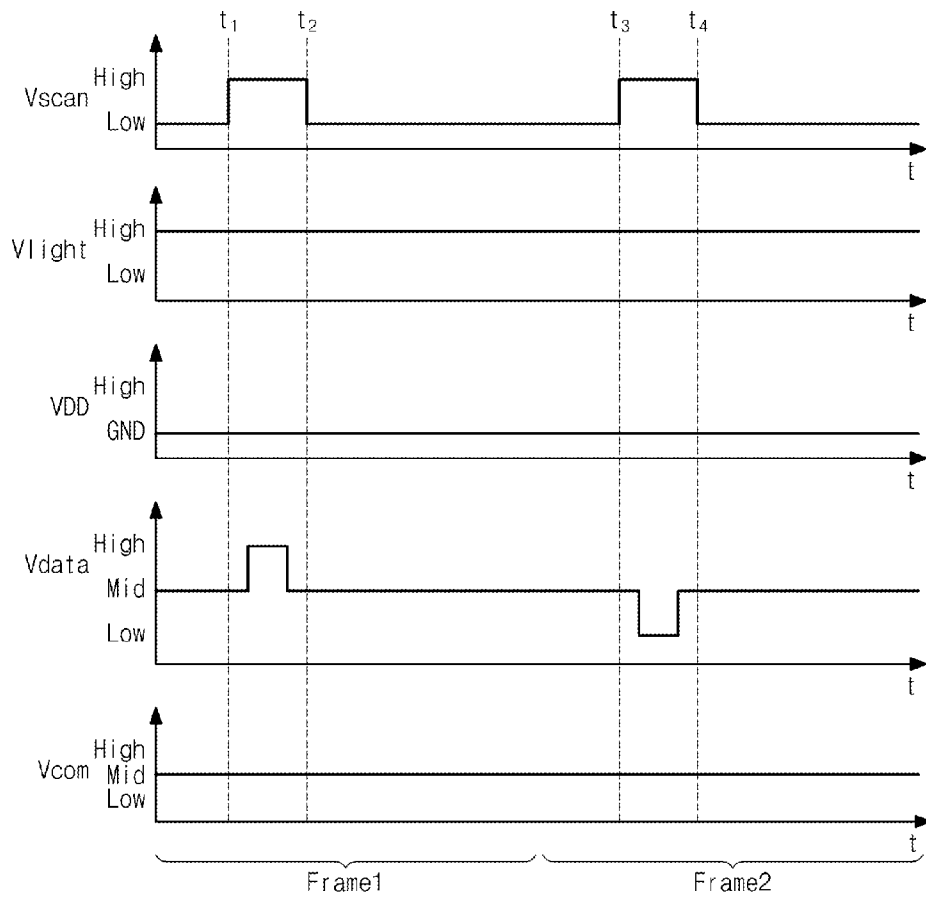 t1 t2 t3 t4
High
Vscan
Low
t
High
Vlight
Low
t
High
VDD
GND
t
High
Vdata
Mid
Low
t
High
Vcom
Mid
Low
t
Frame1 Frame2